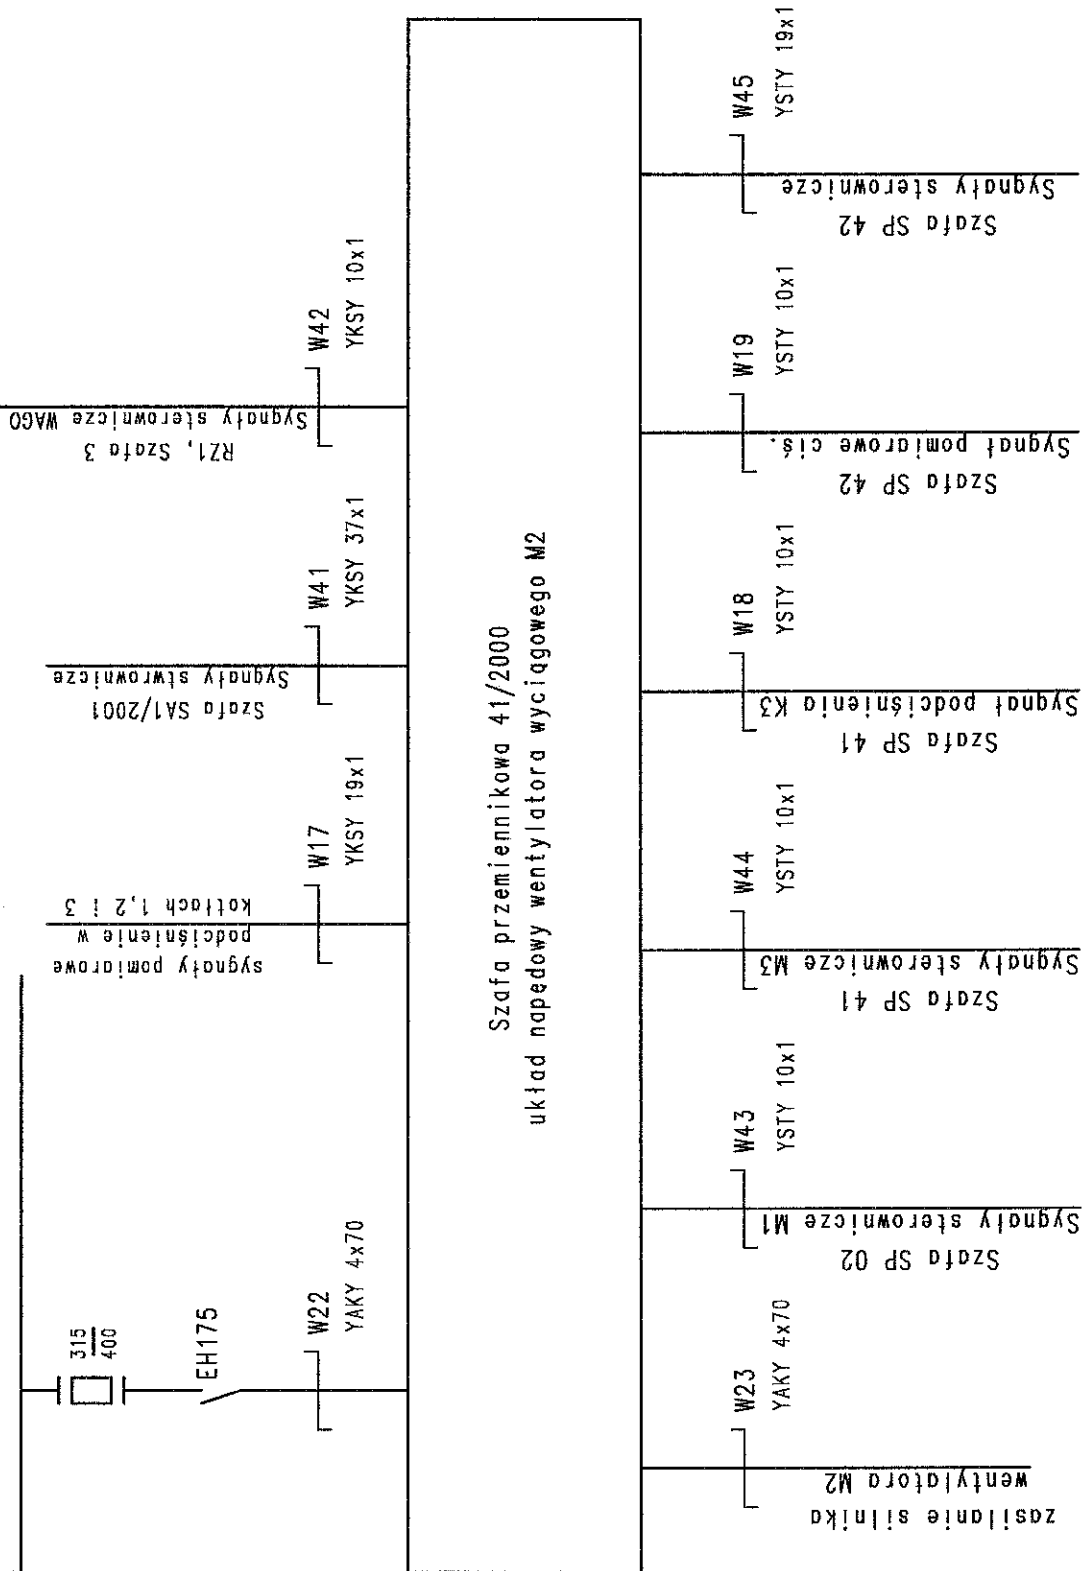 315
400
EH175
W22
YAKY 4x70
sygnały pomiarowe
podciśnienie w
kotłach 1,2 i 3
W17
YKSY 19x1
Szafa SA1/2001
Sygnały stwrownicze
W41
YKSY 37x1
RZ1, Szafa 3
Sygnały sterownicze WAGO
W42
YKSY 10x1
Szafa przemiennikowa 41/2000
układ napędowy wentylatora wyciągowego M2
W23
YAKY 4x70
zasilanie silnika
wentylatora M2
W43
YSTY 10x1
Szafa SP 02
Sygnały sterownicze M1
W44
YSTY 10x1
Szafa SP 41
Sygnały sterownicze M3
W18
YSTY 10x1
Szafa SP 41
Sygnał podciśnienia K3
W19
YSTY 10x1
Szafa SP 42
Sygnał pomiarowe ciś.
W45
YSTY 19x1
Szafa SP 42
Sygnały sterownicze